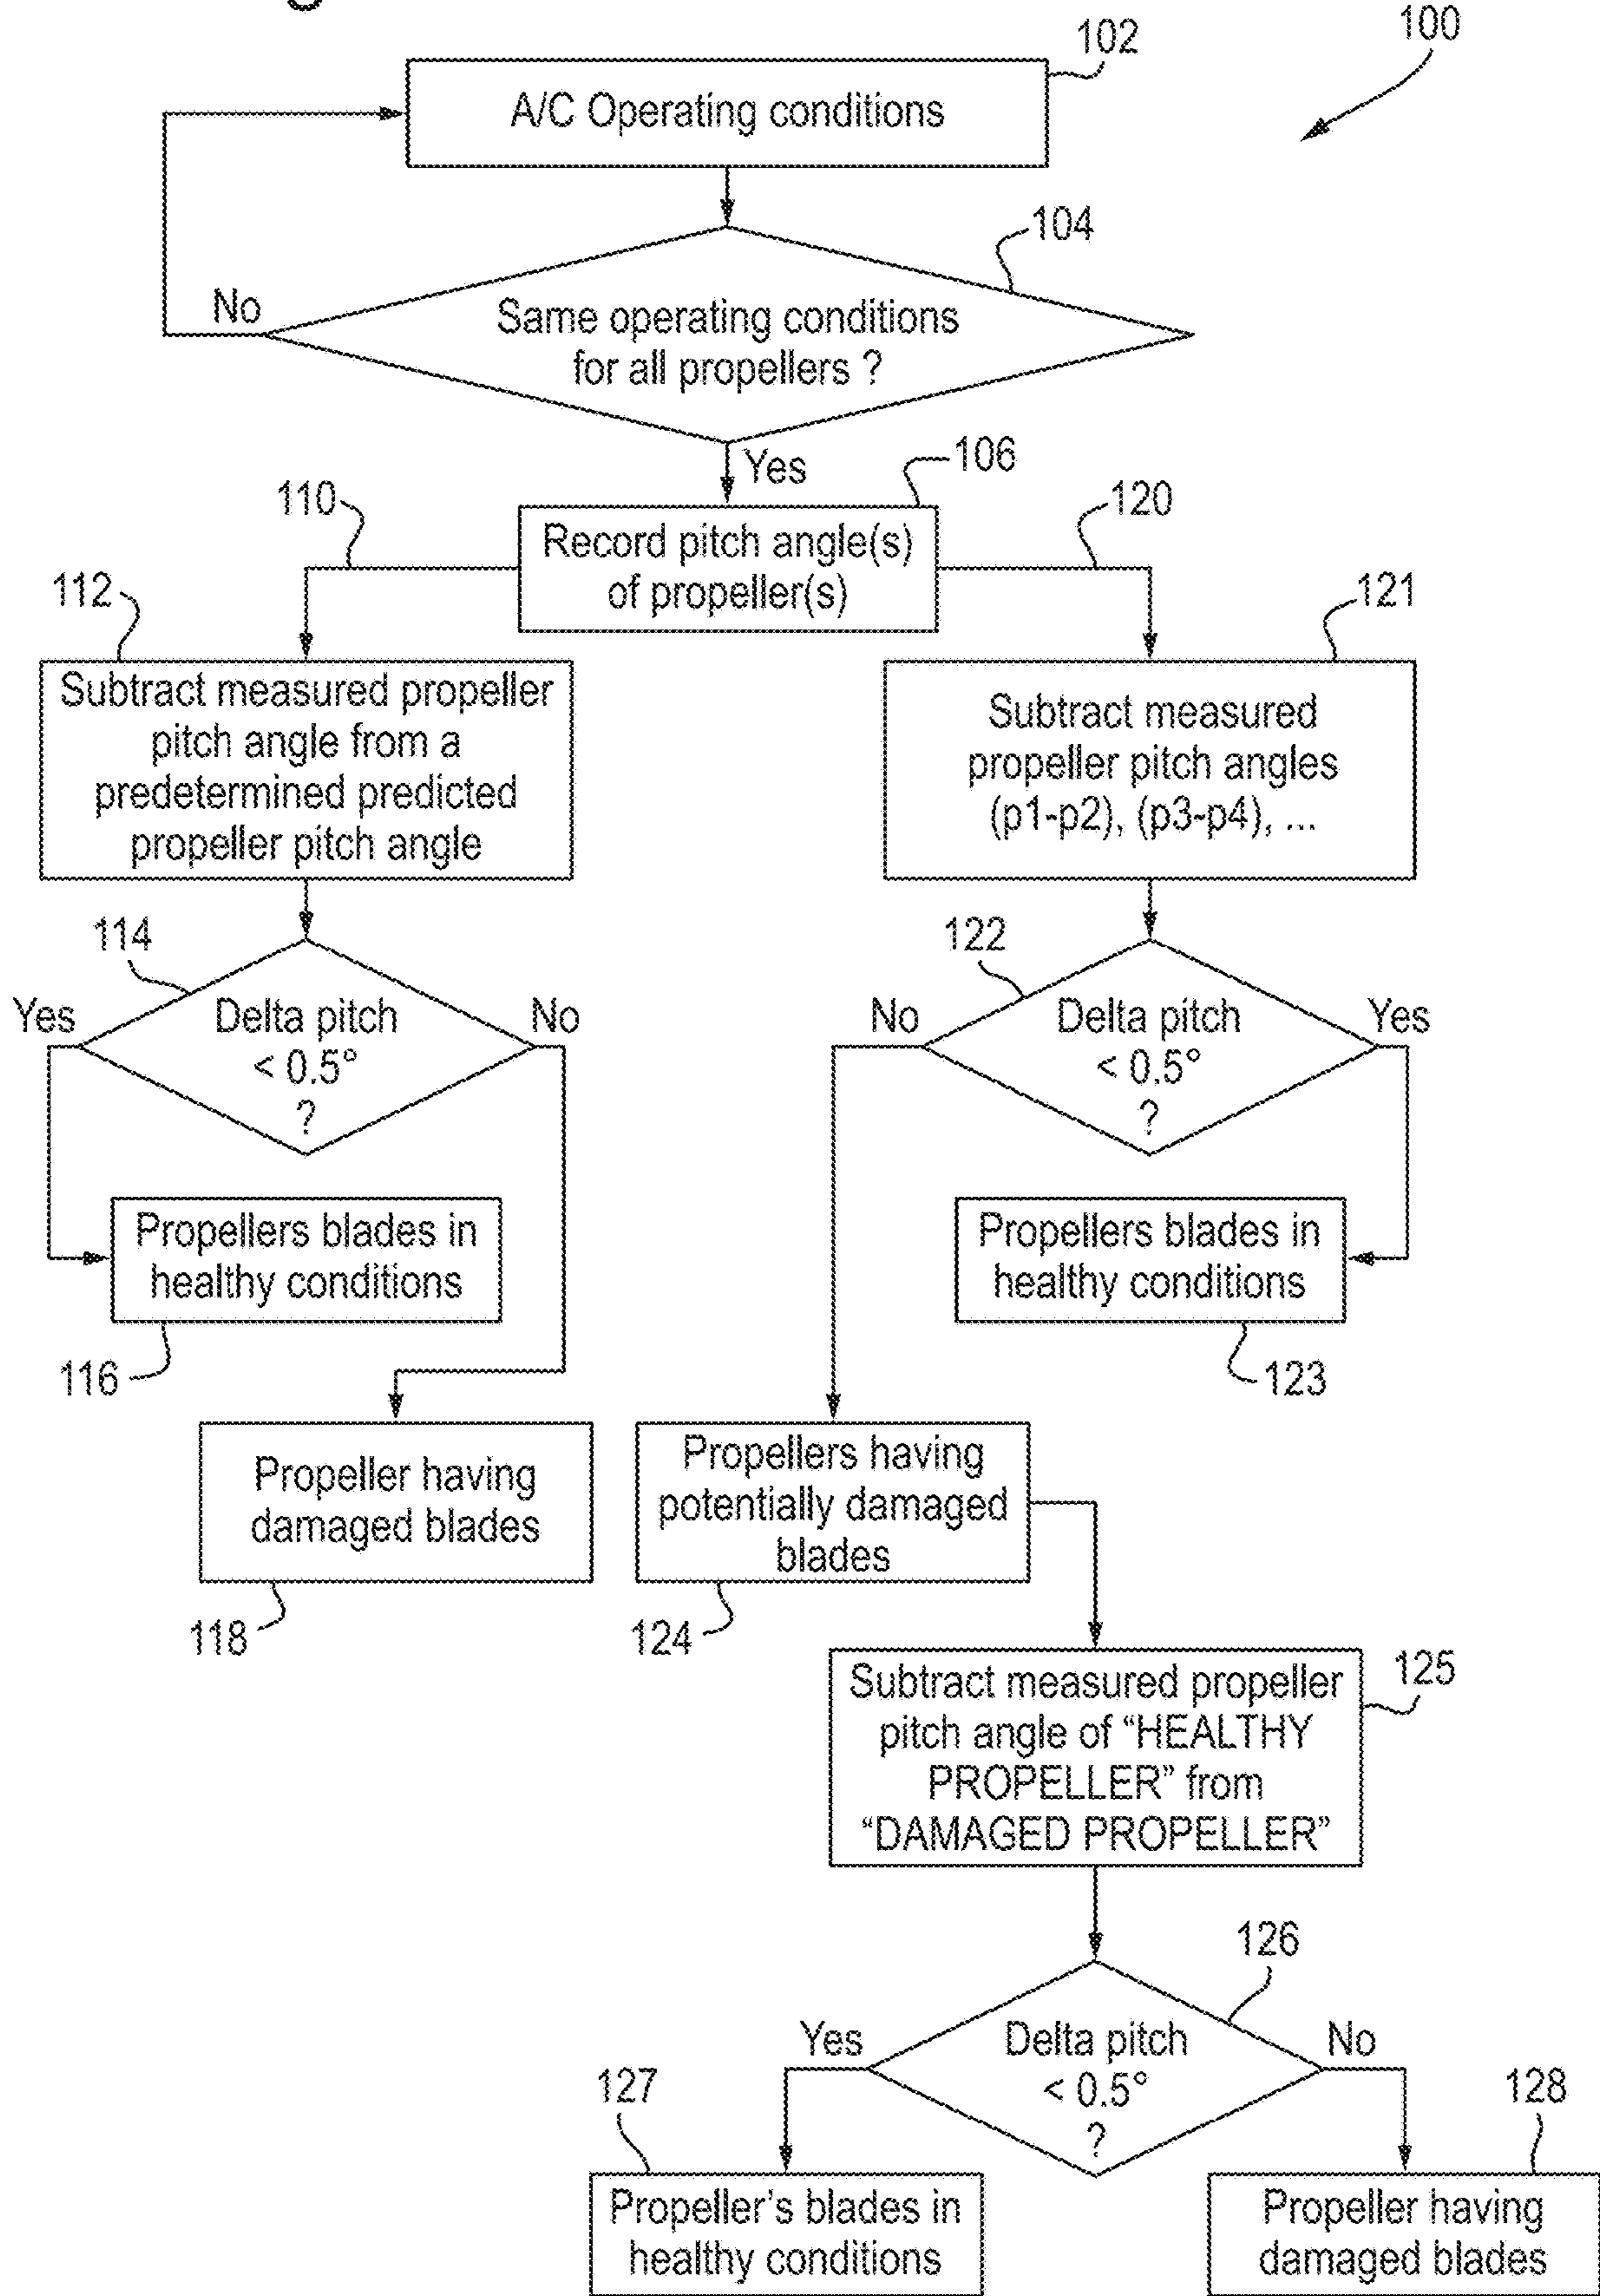 100
102
A/C Operating conditions
104
No
Same operating conditions
for all propellers ?
Yes
106
110
120
Record pitch angle(s)
of propeller(s)
112
121
Subtract measured propeller
pitch angle from a
predetermined predicted
propeller pitch angle
Subtract measured
propeller pitch angles
(p1-p2), (p3-p4), ...
114
Yes
Delta pitch
< 0.5°
?
No
122
No
Delta pitch
< 0.5°
?
Yes
Propellers blades in
healthy conditions
116
Propellers blades in
healthy conditions
123
Propeller having
damaged blades
118
Propellers having
potentially damaged
blades
124
125
Subtract measured propeller
pitch angle of “HEALTHY
PROPELLER” from
“DAMAGED PROPELLER”
126
Yes
Delta pitch
< 0.5°
?
No
127
128
Propeller’s blades in
healthy conditions
Propeller having
damaged blades